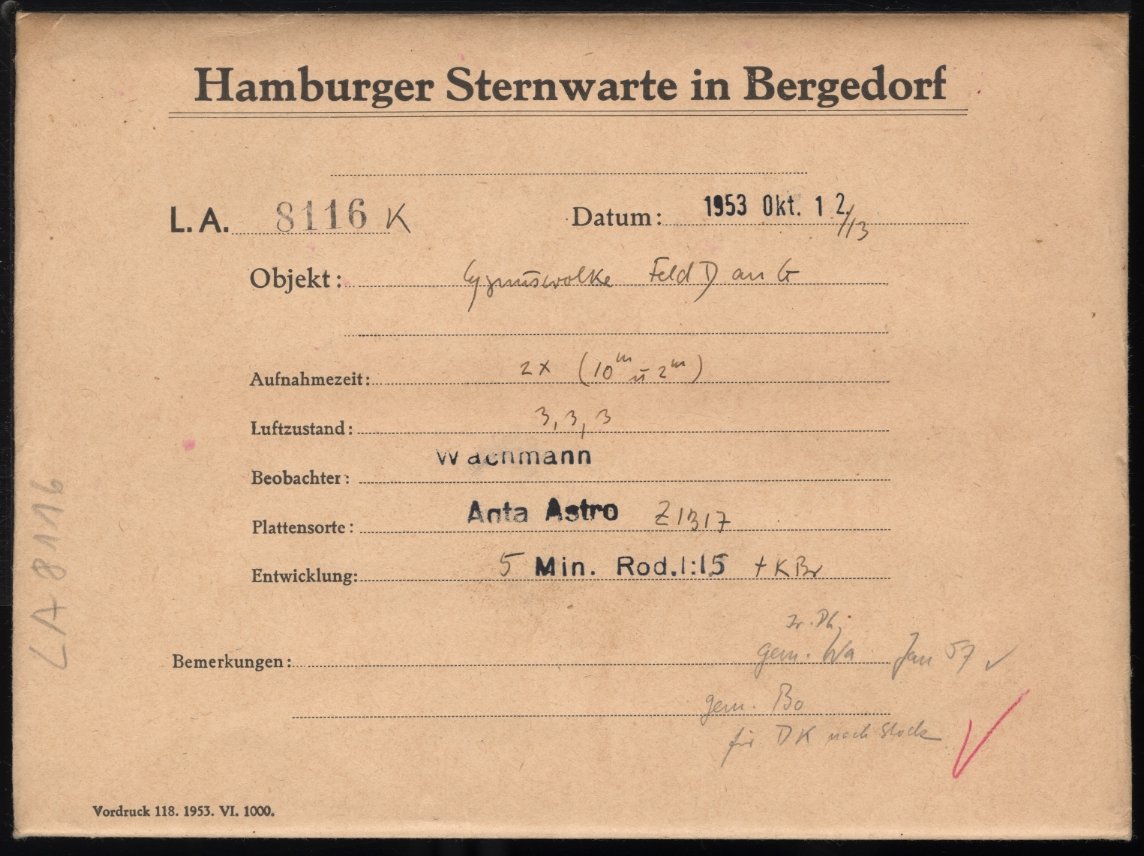 Hamburger Sternwarte in Bergedorf
L.A. 8116 K
Datum: 1953 Okt. 12/13
Objekt: Cygnuswolke Feld D an G
Aufnahmezeit: 2x (10m u 2m)
Luftzustand: 3, 3, 3
Beobachter: Wachmann
Plattensorte: Astro Z1317
Entwicklung: 5 Min. Rod.1:15 + KBr
LA 8116
Bemerkungen: gem. Wa Jan 57 ✓
gem. Bo
für DK nach Stock
Vordruck 118. 1953. VI. 1000.